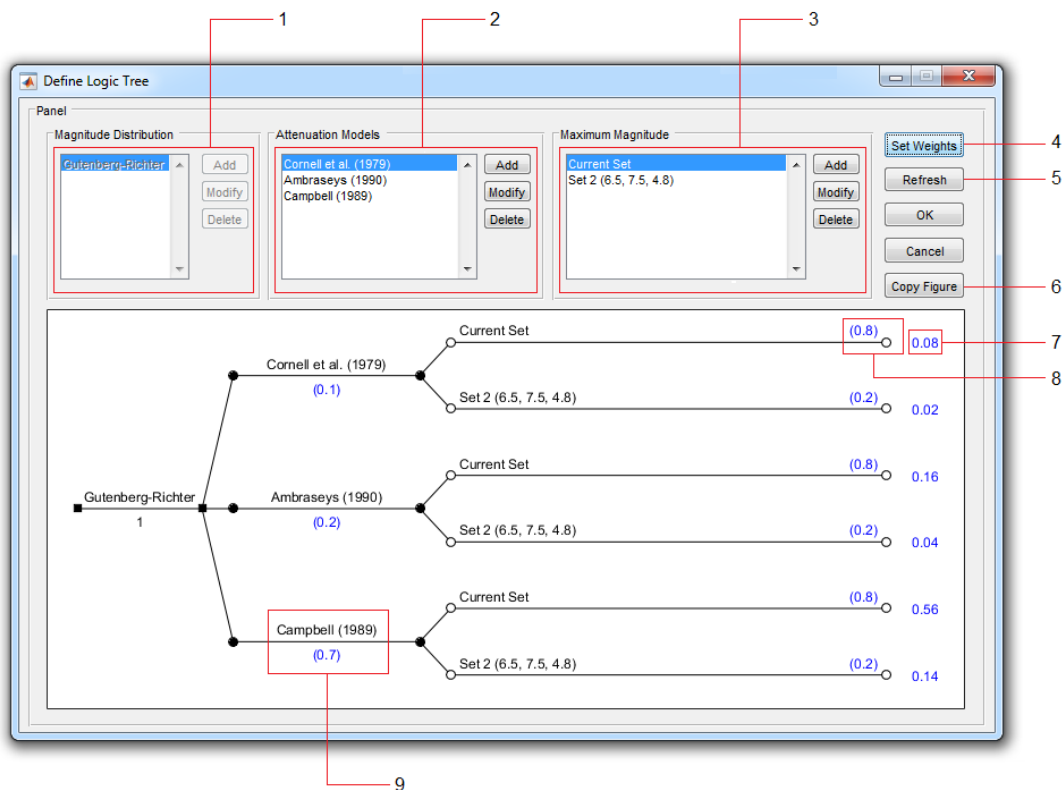 1
2
3
Define Logic Tree
Panel
Magnitude Distribution
Attenuation Models
Maximum Magnitude
Gutenberg-Richter
Add
Modify
Delete
Cornell et al. (1979)
Ambraseys (1990)
Campbell (1989)
Add
Modify
Delete
Current Set
Set 2 (6.5, 7.5, 4.8)
Add
Modify
Delete
Set Weights
4
Refresh
5
OK
Cancel
Copy Figure
6
Current Set
(0.8)
0.08
7
8
Cornell et al. (1979)
(0.1)
Set 2 (6.5, 7.5, 4.8)
(0.2)
0.02
Current Set
(0.8)
0.16
Gutenberg-Richter
1
Ambraseys (1990)
(0.2)
Set 2 (6.5, 7.5, 4.8)
(0.2)
0.04
Current Set
(0.8)
0.56
Campbell (1989)
(0.7)
Set 2 (6.5, 7.5, 4.8)
(0.2)
0.14
9